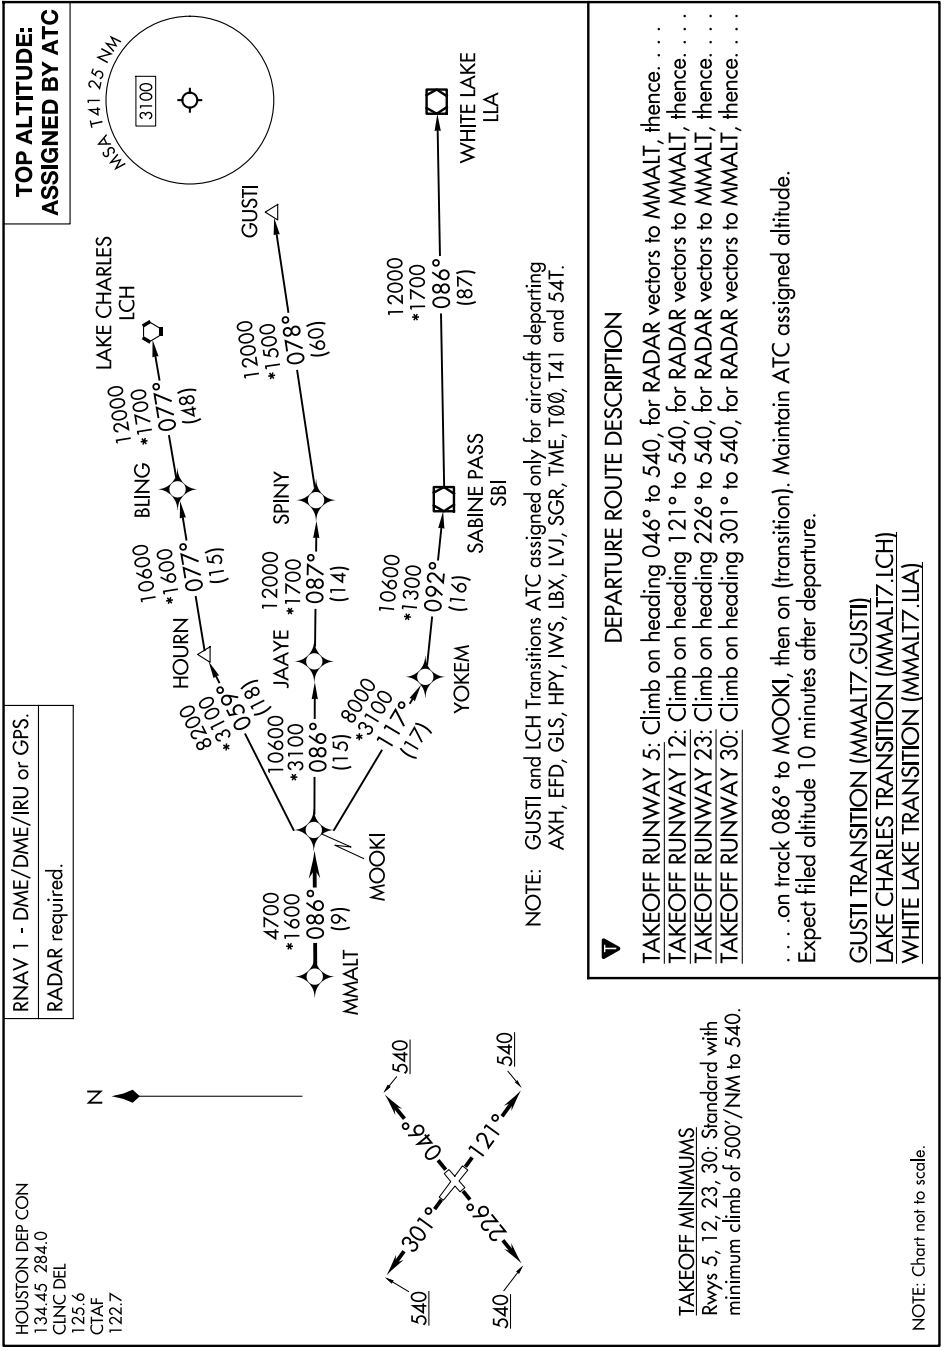 HOUSTON DEP CON
134.45 284.0
CLNC DEL
125.6
CTAF
122.7
RNAV 1 - DME/DME/IRU or GPS.
RADAR required.
TOP ALTITUDE:
ASSIGNED BY ATC
MSA T41 25 NM
3100
N
LAKE CHARLES
LCH
12000
*1700
077°
(48)
BLING
10600
*1600
077°
(15)
HOURN
8200
*3100
059°
(18)
GUSTI
12000
*1500
078°
(60)
SPINY
12000
*1700
087°
(14)
JAAYE
10600
*3100
086°
(15)
MOOKI
4700
*1600
086°
(9)
MMALT
8000
*3100
117°
(17)
YOKEM
10600
*1300
092°
(16)
SABINE PASS
SBI
12000
*1700
086°
(87)
WHITE LAKE
LLA
540
046°
540
121°
301°
540
226°
540
NOTE: GUSTI and LCH Transitions ATC assigned only for aircraft departing
AXH, EFD, GLS, HPY, IWS, LBX, LVJ, SGR, TME, TØØ, T41 and 54T.
TAKEOFF MINIMUMS
Rwys 5, 12, 23, 30: Standard with
minimum climb of 500'/NM to 540.
NOTE: Chart not to scale.
T
DEPARTURE ROUTE DESCRIPTION
TAKEOFF RUNWAY 5: Climb on heading 046° to 540, for RADAR vectors to MMALT, thence. . . .
TAKEOFF RUNWAY 12: Climb on heading 121° to 540, for RADAR vectors to MMALT, thence. . . .
TAKEOFF RUNWAY 23: Climb on heading 226° to 540, for RADAR vectors to MMALT, thence. . . .
TAKEOFF RUNWAY 30: Climb on heading 301° to 540, for RADAR vectors to MMALT, thence. . . .
. . . .on track 086° to MOOKI, then on (transition). Maintain ATC assigned altitude.
Expect filed altitude 10 minutes after departure.
GUSTI TRANSITION (MMALT7.GUSTI)
LAKE CHARLES TRANSITION (MMALT7.LCH)
WHITE LAKE TRANSITION (MMALT7.LLA)